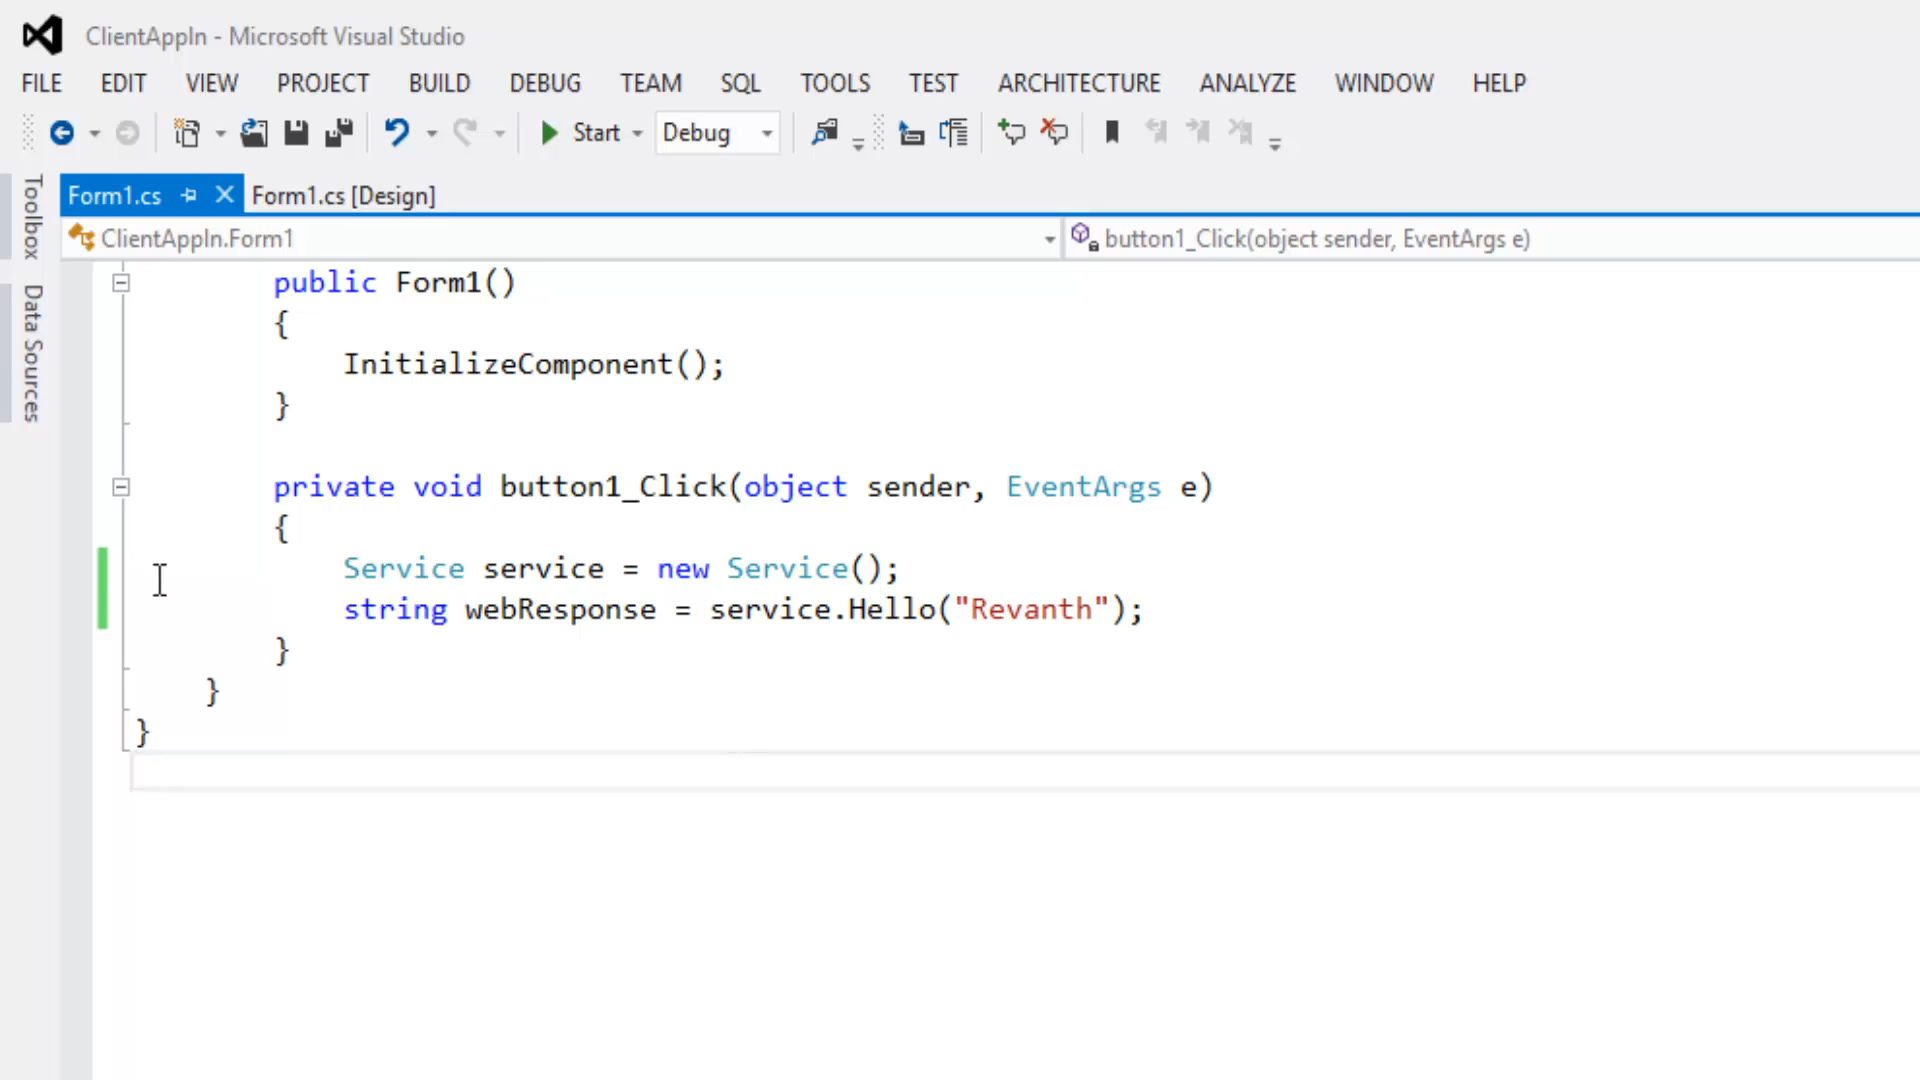 ClientAppIn - Microsoft Visual Studio
FILE EDIT VIEW PROJECT BUILD DEBUG TEAM SQL TOOLS TEST ARCHITECTURE ANALYZE WINDOW HELP
Start Debug
Toolbox
Data Sources
Form1.cs Form1.cs [Design]
ClientAppIn.Form1 button1_Click(object sender, EventArgs e)
public Form1()
{
InitializeComponent();
}
private void button1_Click(object sender, EventArgs e)
{
Service service = new Service();
string webResponse = service.Hello("Revanth");
}
}
}